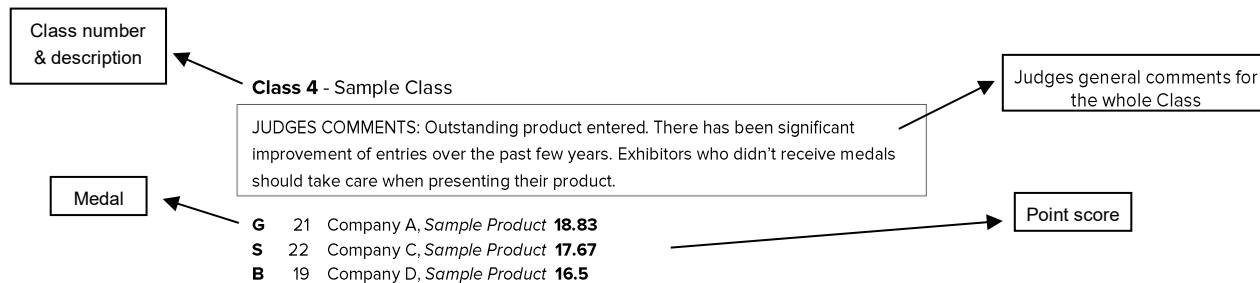 Class number
& description
Class 4 - Sample Class
Judges general comments for
the whole Class
JUDGES COMMENTS: Outstanding product entered. There has been significant
improvement of entries over the past few years. Exhibitors who didn’t receive medals
should take care when presenting their product.
Medal
Point score
G 21 Company A, Sample Product 18.83
S 22 Company C, Sample Product 17.67
B 19 Company D, Sample Product 16.5